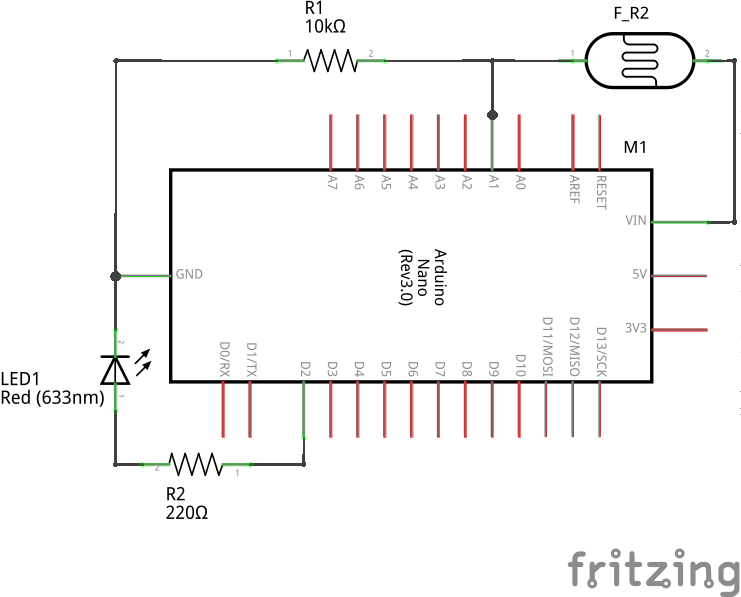 R1
10kΩ
F_R2
1
2
1
2
M1
A7
A6
A5
A4
A3
A2
A1
A0
AREF
RESET
VIN
GND
5V
3V3
Arduino
Nano
(Rev3.0)
D0/RX
D1/TX
D2
D3
D4
D5
D6
D7
D8
D9
D10
D11/MOSI
D12/MISO
D13/SCK
2
LED1
Red (633nm)
1
2
1
R2
220Ω
fritzing